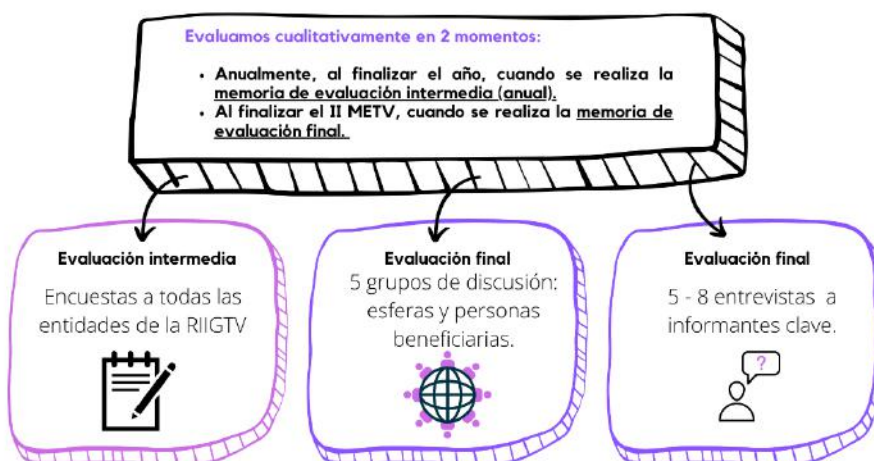 Evaluamos cualitativamente en 2 momentos:
• Anualmente, al finalizar el año, cuando se realiza la
memoria de evaluación intermedia (anual).
• Al finalizar el II METV, cuando se realiza la memoria de
evaluación final.
Evaluación intermedia
Encuestas a todas las
entidades de la RIIGTV
Evaluación final
5 grupos de discusión:
esferas y personas
beneficiarias.
Evaluación final
5 - 8 entrevistas a
informantes clave.
?